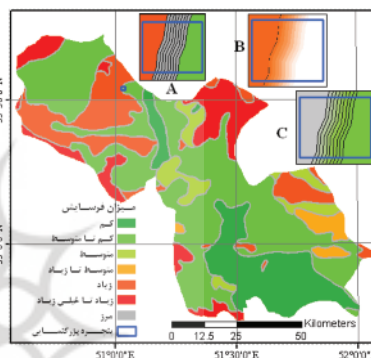 A
B
C
میزان فرسایش
کم
کم تا متوسط
متوسط
متوسط تا زیاد
زیاد
زیاد تا خیلی زیاد
مرز
پنجره بزرگنمایی
Kilometers
0 12.5 25 50
51°0'0"E 51°30'0"E 52°0'0"E